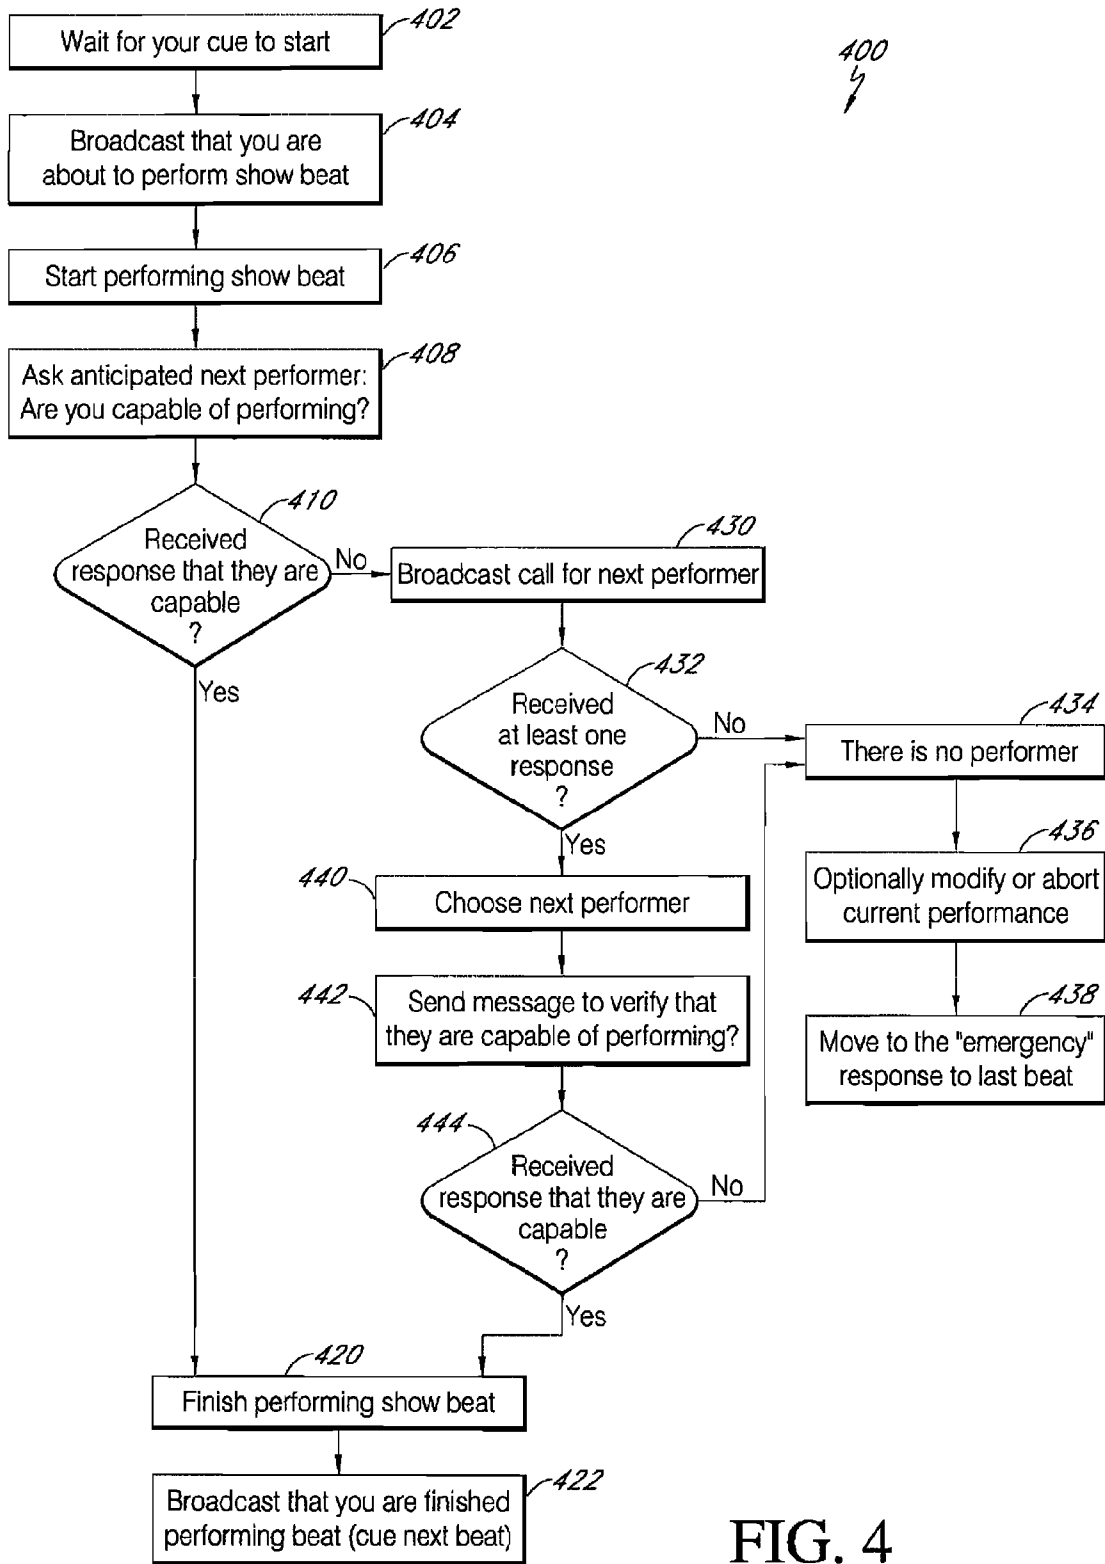 402
Wait for your cue to start
400
404
Broadcast that you are
about to perform show beat
406
Start performing show beat
408
Ask anticipated next performer:
Are you capable of performing?
410
Received
response that they are
capable
?
No
Yes
430
Broadcast call for next performer
432
Received
at least one
response
?
No
Yes
434
There is no performer
436
Optionally modify or abort
current performance
438
Move to the "emergency"
response to last beat
440
Choose next performer
442
Send message to verify that
they are capable of performing?
444
Received
response that they are
capable
?
No
Yes
420
Finish performing show beat
422
Broadcast that you are finished
performing beat (cue next beat)
FIG. 4